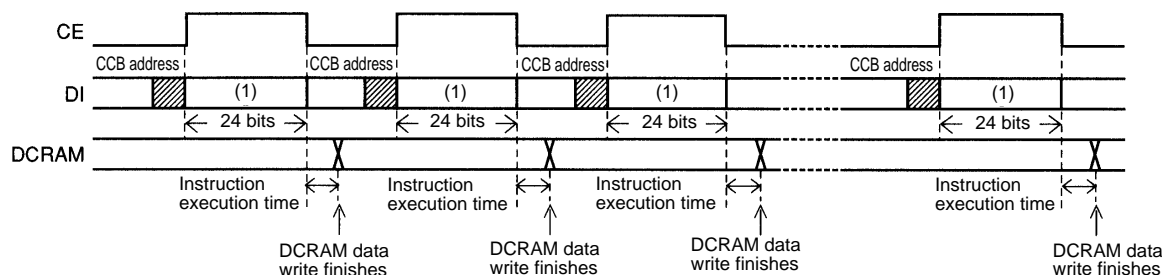 CE
CCB address CCB address CCB address CCB address
DI (1) (1) (1) (1)
24 bits 24 bits 24 bits 24 bits
DCRAM
Instruction execution time
Instruction execution time
Instruction execution time
Instruction execution time
DCRAM data write finishes
DCRAM data write finishes
DCRAM data write finishes
DCRAM data write finishes